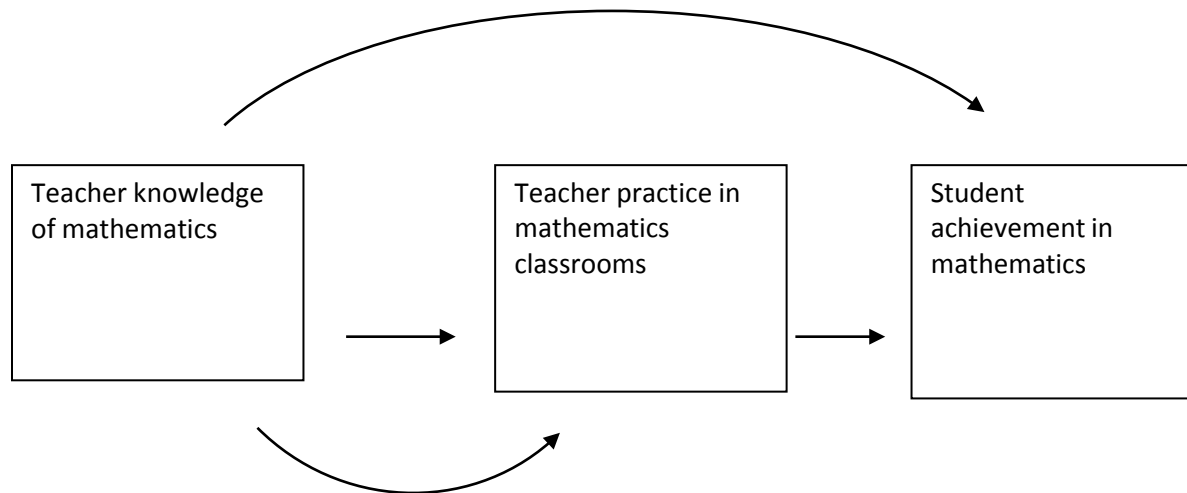 Teacher knowledge
of mathematics
Teacher practice in
mathematics
classrooms
Student
achievement in
mathematics